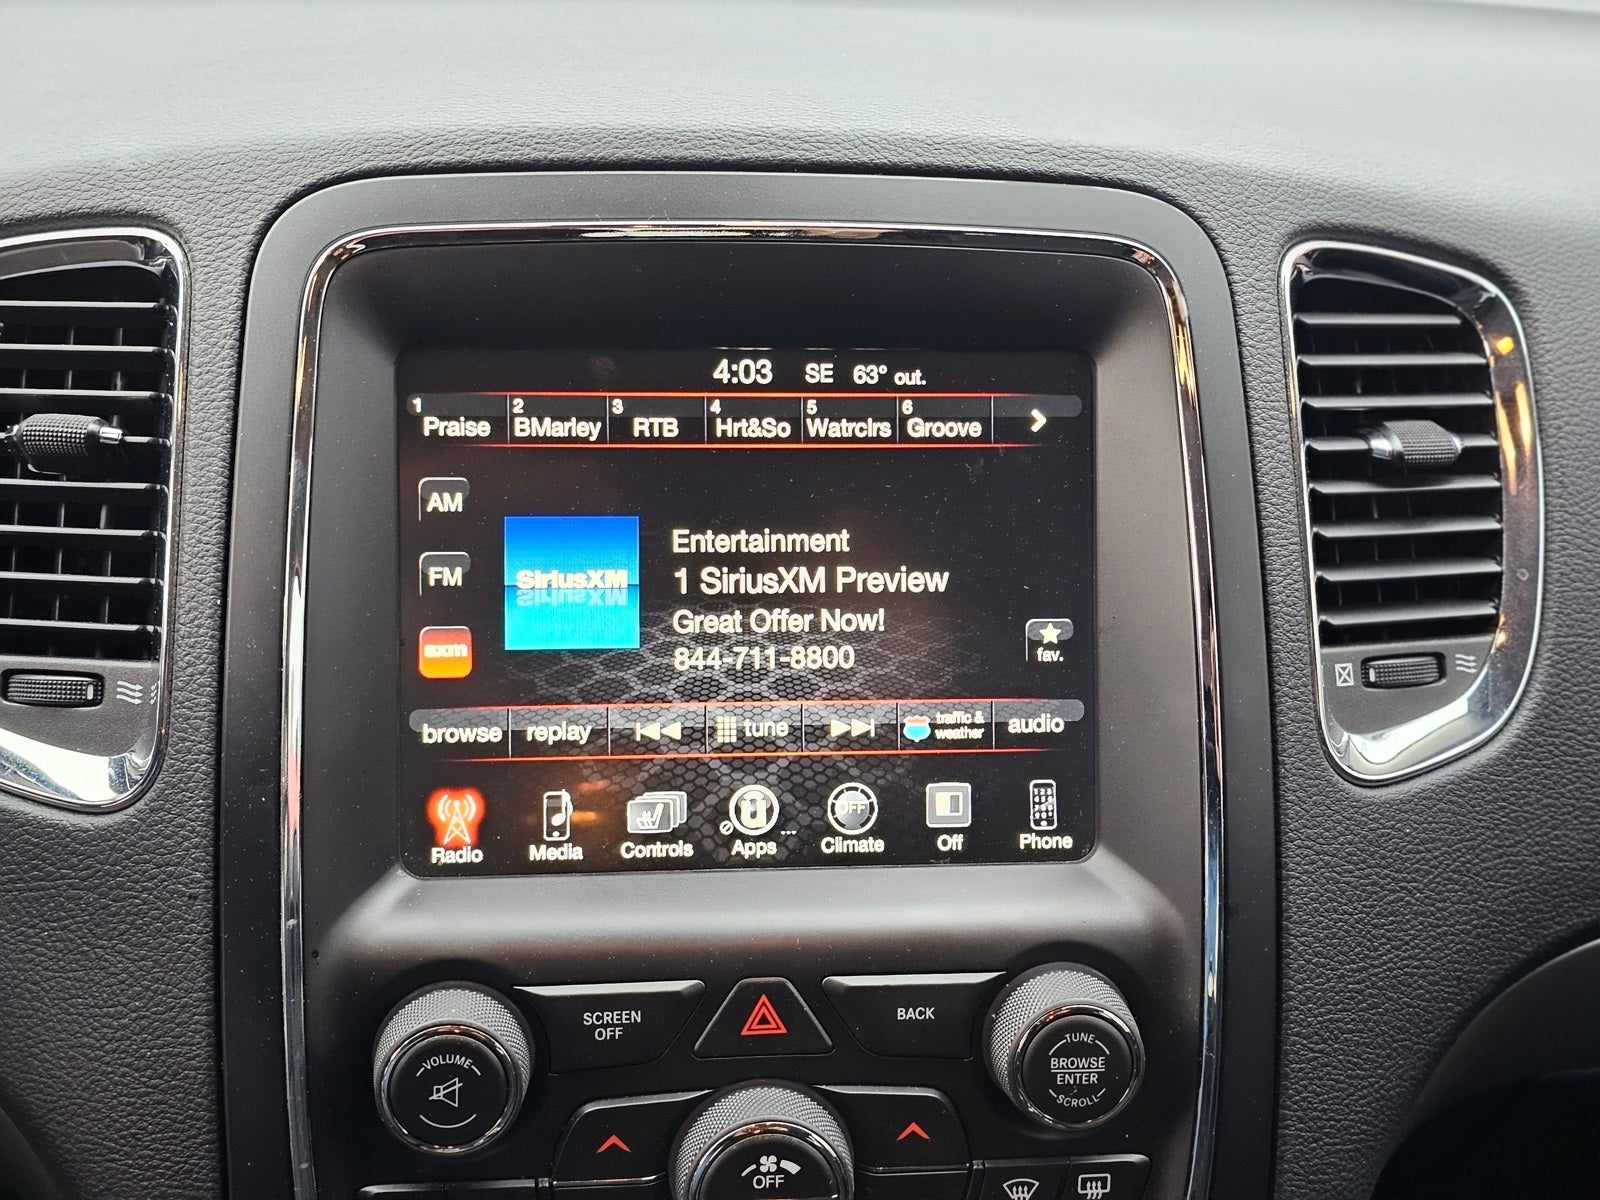 4:03 SE 63° out.
1 Praise 2 BMarley 3 RTB 4 Hrt&So 5 Watrclrs 6 Groove
AM
FM
sxm
SiriusXM
Entertainment
1 SiriusXM Preview
Great Offer Now!
844-711-8800
fav.
browse replay tune traffic & weather audio
OFF
Radio Media Controls Apps Climate Off Phone
SCREEN OFF
BACK
VOLUME
TUNE
BROWSE
ENTER
SCROLL
OFF